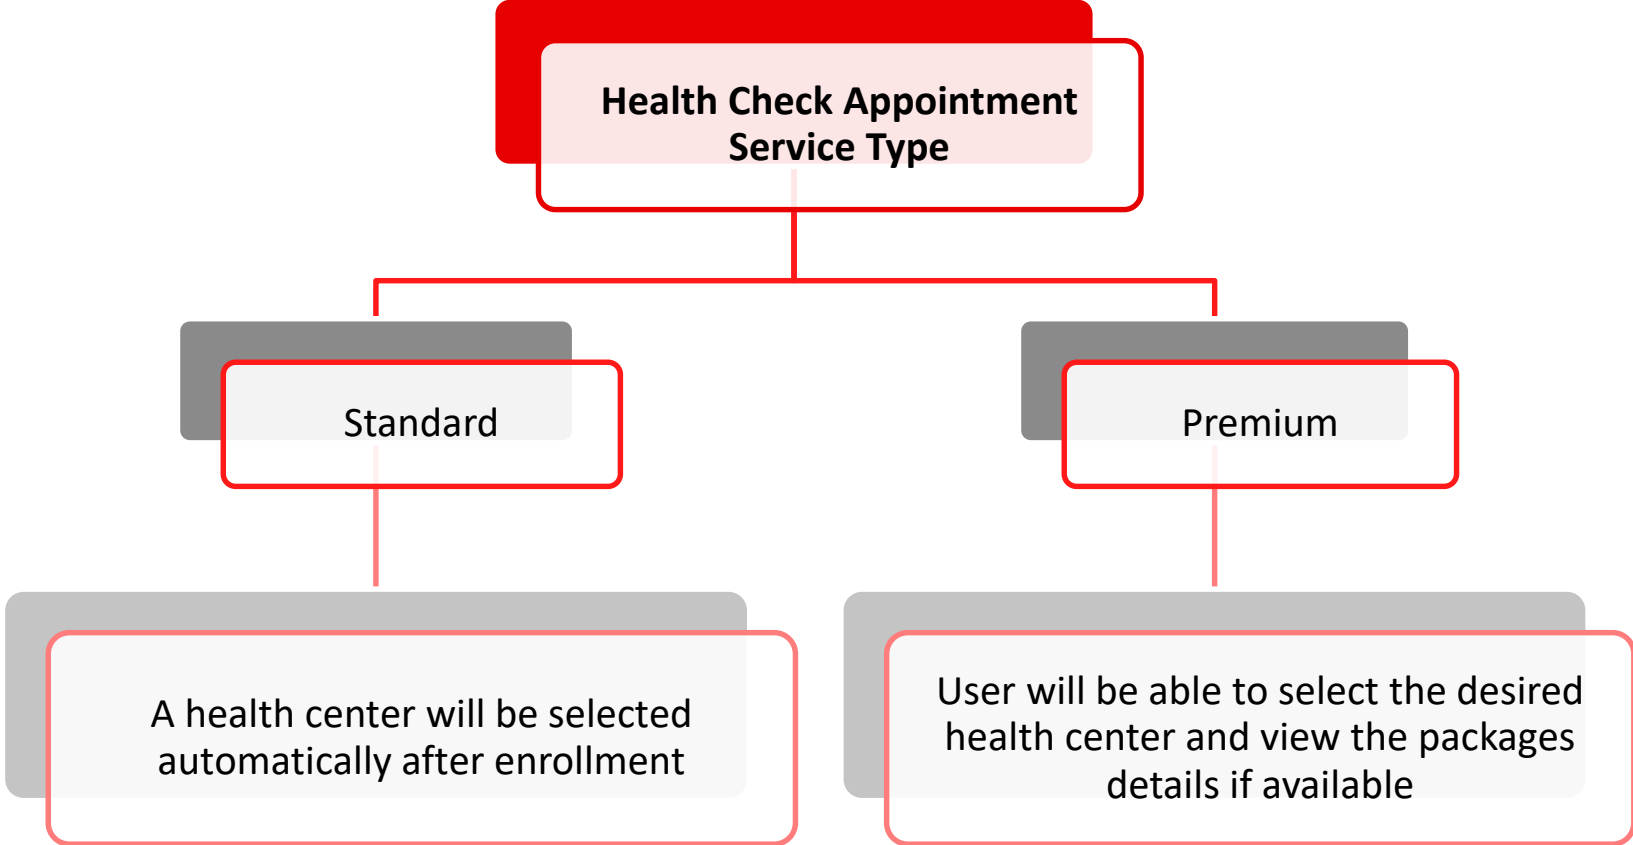 Health Check Appointment
Service Type
Standard
Premium
A health center will be selected
automatically after enrollment
User will be able to select the desired
health center and view the packages
details if available